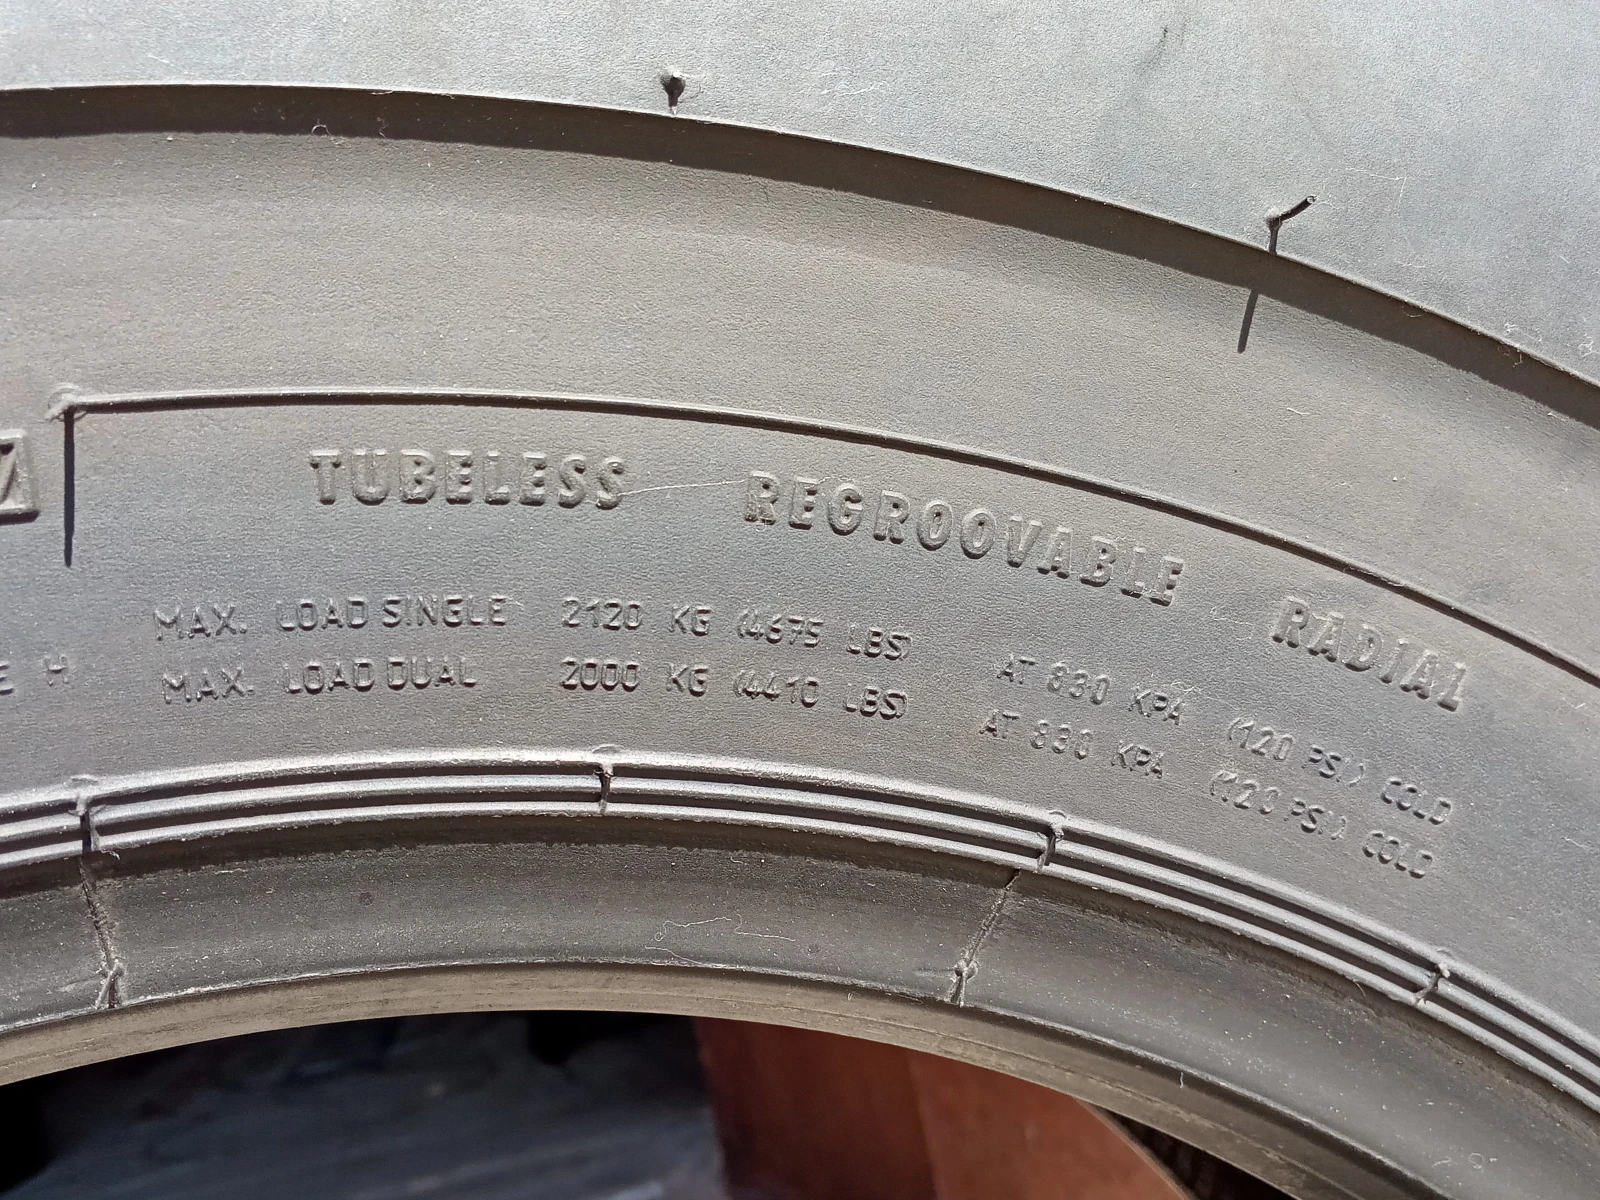 TUBELESS REGROOVABLE RADIAL
MAX. LOAD SINGLE 2120 KG (4675 LBS) AT 830 KPA (120 PSI.) COLD
MAX. LOAD DUAL 2000 KG (4410 LBS) AT 830 KPA (120 PSI.) COLD
E H